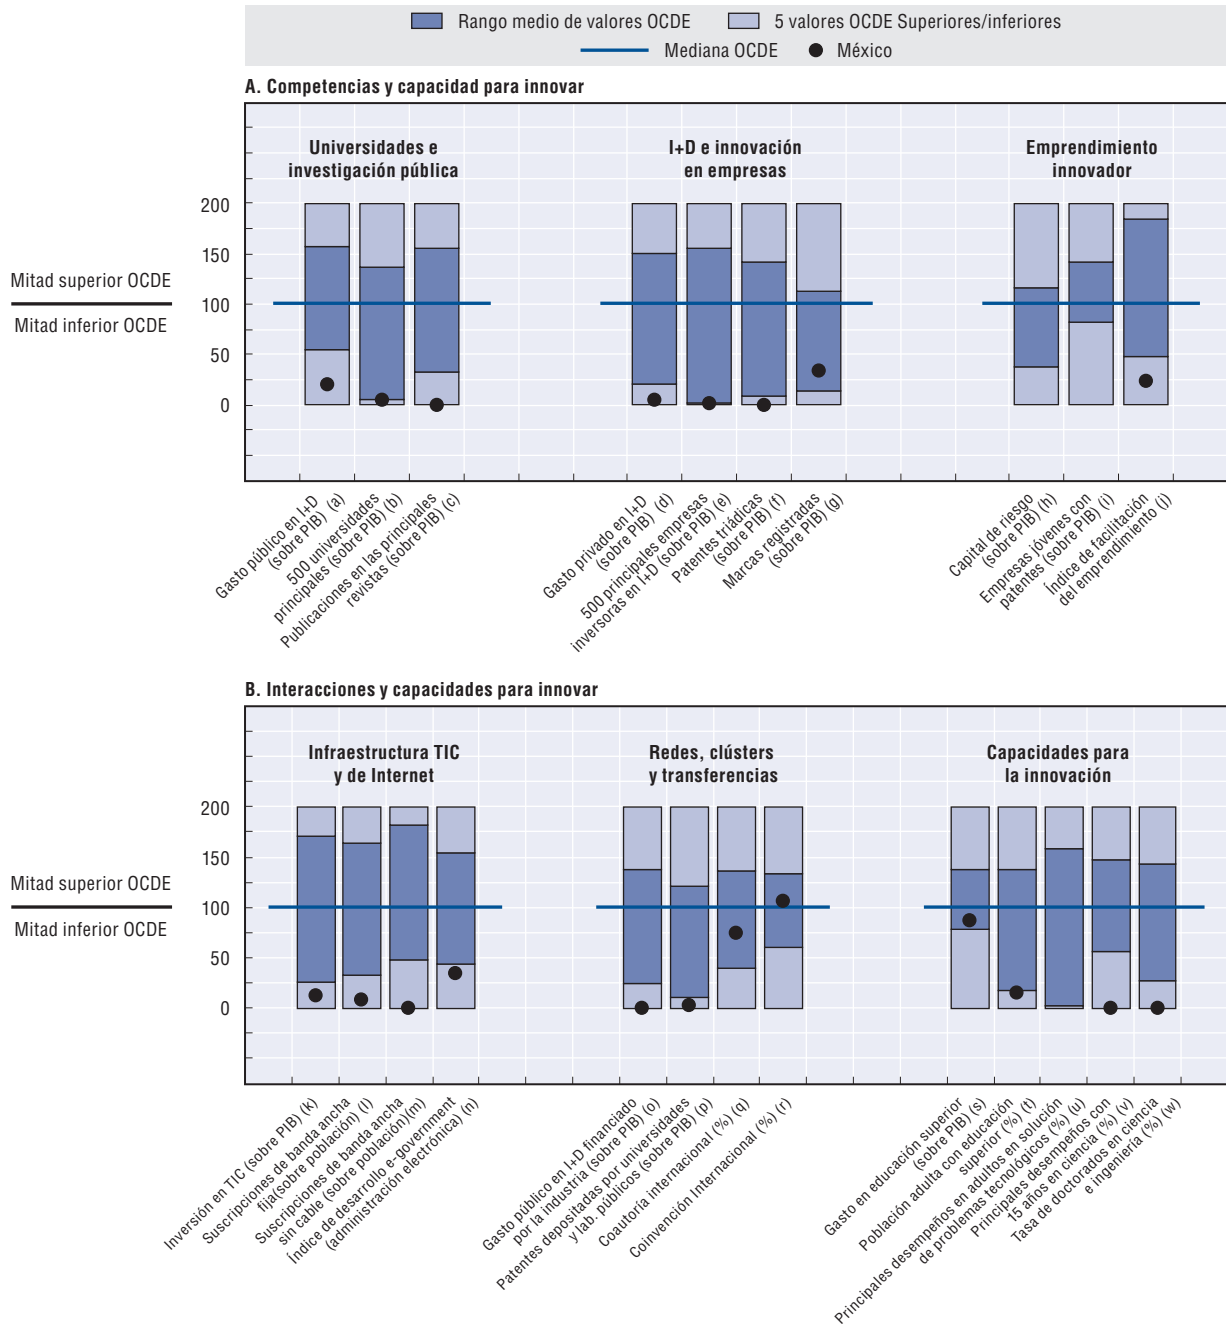 Rango medio de valores OCDE
5 valores OCDE Superiores/inferiores
Mediana OCDE
México
A. Competencias y capacidad para innovar
Universidades e
investigación pública
I+D e innovación
en empresas
Emprendimiento
innovador
200
150
100
50
0
Mitad superior OCDE
Mitad inferior OCDE
Gasto público en I+D
(sobre PIB) (a)
500 universidades
principales (sobre PIB) (b)
Publicaciones en las principales
revistas (sobre PIB) (c)
Gasto privado en I+D
(sobre PIB) (d)
500 principales empresas
inversoras en I+D (sobre PIB) (e)
Patentes triádicas
(sobre PIB) (f)
Marcas registradas
(sobre PIB) (g)
Capital de riesgo
(sobre PIB) (h)
Empresas jóvenes con
patentes (sobre PIB) (i)
Índice de facilitación
del emprendimiento (j)
B. Interacciones y capacidades para innovar
Infraestructura TIC
y de Internet
Redes, clústers
y transferencias
Capacidades para
la innovación
200
150
100
50
0
Mitad superior OCDE
Mitad inferior OCDE
Inversión en TIC (sobre PIB) (k)
Suscripciones de banda ancha
fija(sobre población) (l)
Suscripciones de banda ancha
sin cable (sobre población)(m)
Índice de desarrollo e-government
(administración electrónica) (n)
Gasto público en I+D financiado
por la industria (sobre PIB) (o)
Patentes depositadas por universidades
y lab. públicos (sobre PIB) (p)
Coautoría internacional (%) (q)
Coinvención Internacional (%) (r)
Gasto en educación superior
(sobre PIB) (s)
Población adulta con educación
superior (%) (t)
Principales desempeños en adultos en solución
de problemas tecnológicos (%) (u)
Principales desempeños con
15 años en ciencia (%) (v)
Tasa de doctorados en ciencia
e ingeniería (%) (w)